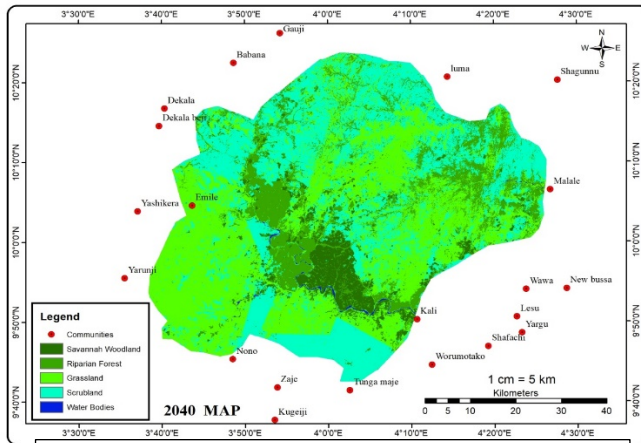 3°30'0"E 3°40'0"E 3°50'0"E 4°0'0"E 4°10'0"E 4°20'0"E 4°30'0"E
Gauji
Babana
Iuma
Shagunnu
N
W E
S
10°20'0"N 10°20'0"N
Dekala
Dekala beji
10°10'0"N 10°10'0"N
Malale
Yashikera
Emile
10°0'0"N 10°0'0"N
Yarunji
Wawa
New bussa
Legend
Communities
Savannah Woodland
Riparian Forest
Grassland
Scrubland
Water Bodies
9°50'0"N 9°50'0"N
Kali
Lesu
Yargu
Shafachi
Nono
Worumotako
Zaje
Tunga maje
1 cm = 5 km
Kilometers
0 5 10 20 30 40
9°40'0"N 9°40'0"N
2040 MAP
Kugeiji
3°30'0"E 3°40'0"E 3°50'0"E 4°0'0"E 4°10'0"E 4°20'0"E 4°30'0"E